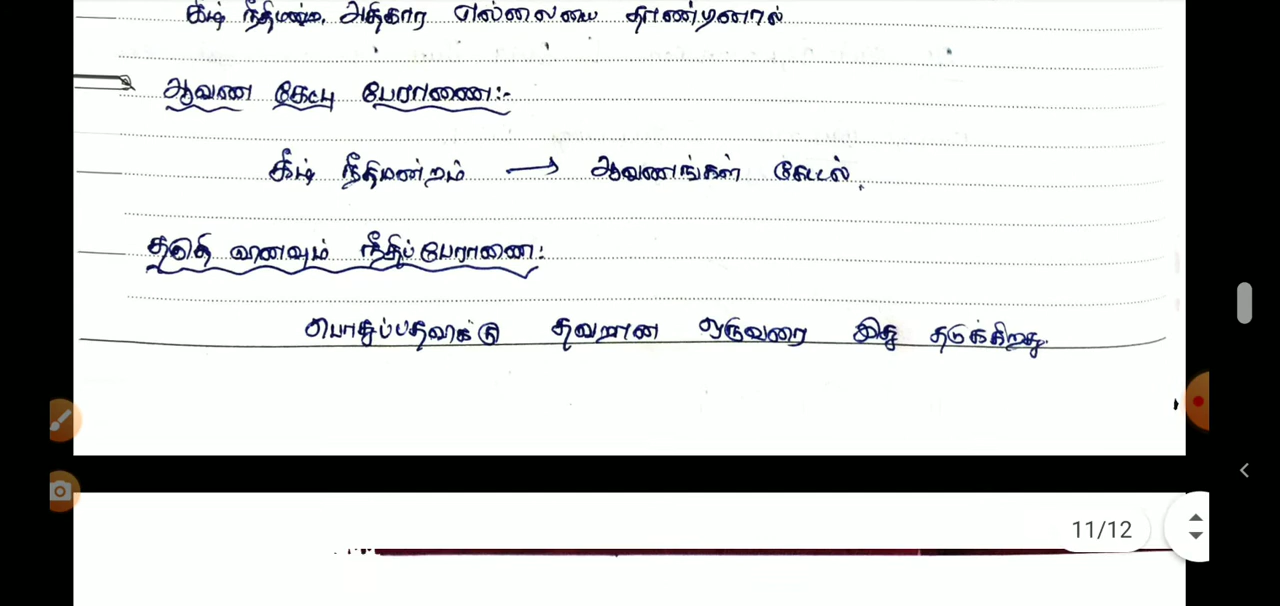 கீழ் நீதிமன்ற அதிகார எல்லையை தாண்டினால்
ஆவண கேட்பு பேராணை:-
கீழ் நீதிமன்றம் → ஆவணங்கள் கேட்டல்.
தகுதி வினவும் நீதிப்பேராணை:
பொதுப்பதவிக்கு தவறான ஒருவரை இது தடுக்கிறது.
11/12